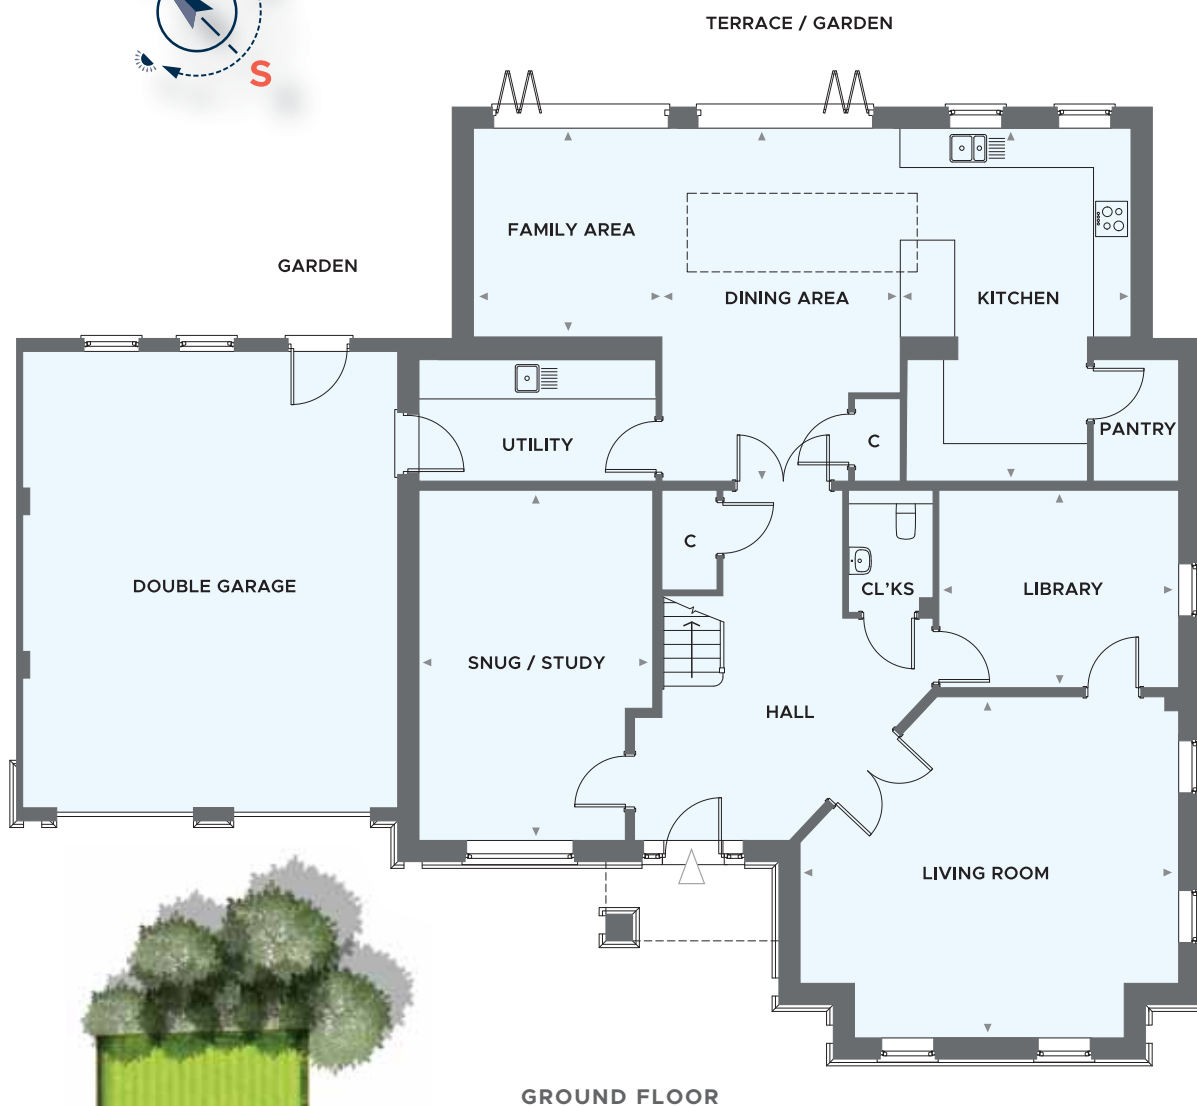 TERRACE / GARDEN
S
FAMILY AREA
GARDEN
DINING AREA
KITCHEN
UTILITY
C
PANTRY
C
DOUBLE GARAGE
CL'KS
LIBRARY
SNUG / STUDY
HALL
LIVING ROOM
GROUND FLOOR